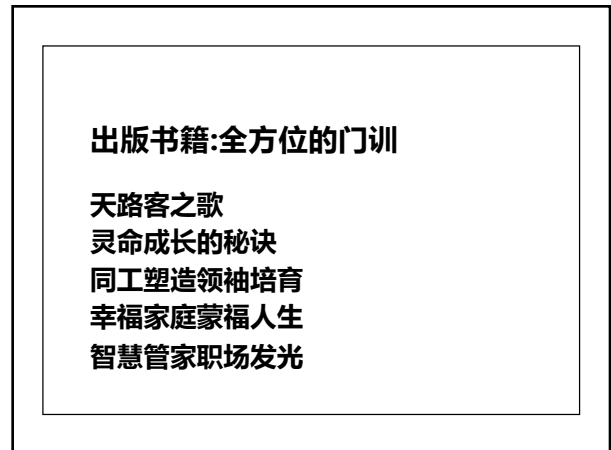 出版书籍:全方位的门训
天路客之歌
灵命成长的秘诀
同工塑造领袖培育
幸福家庭蒙福人生
智慧管家职场发光